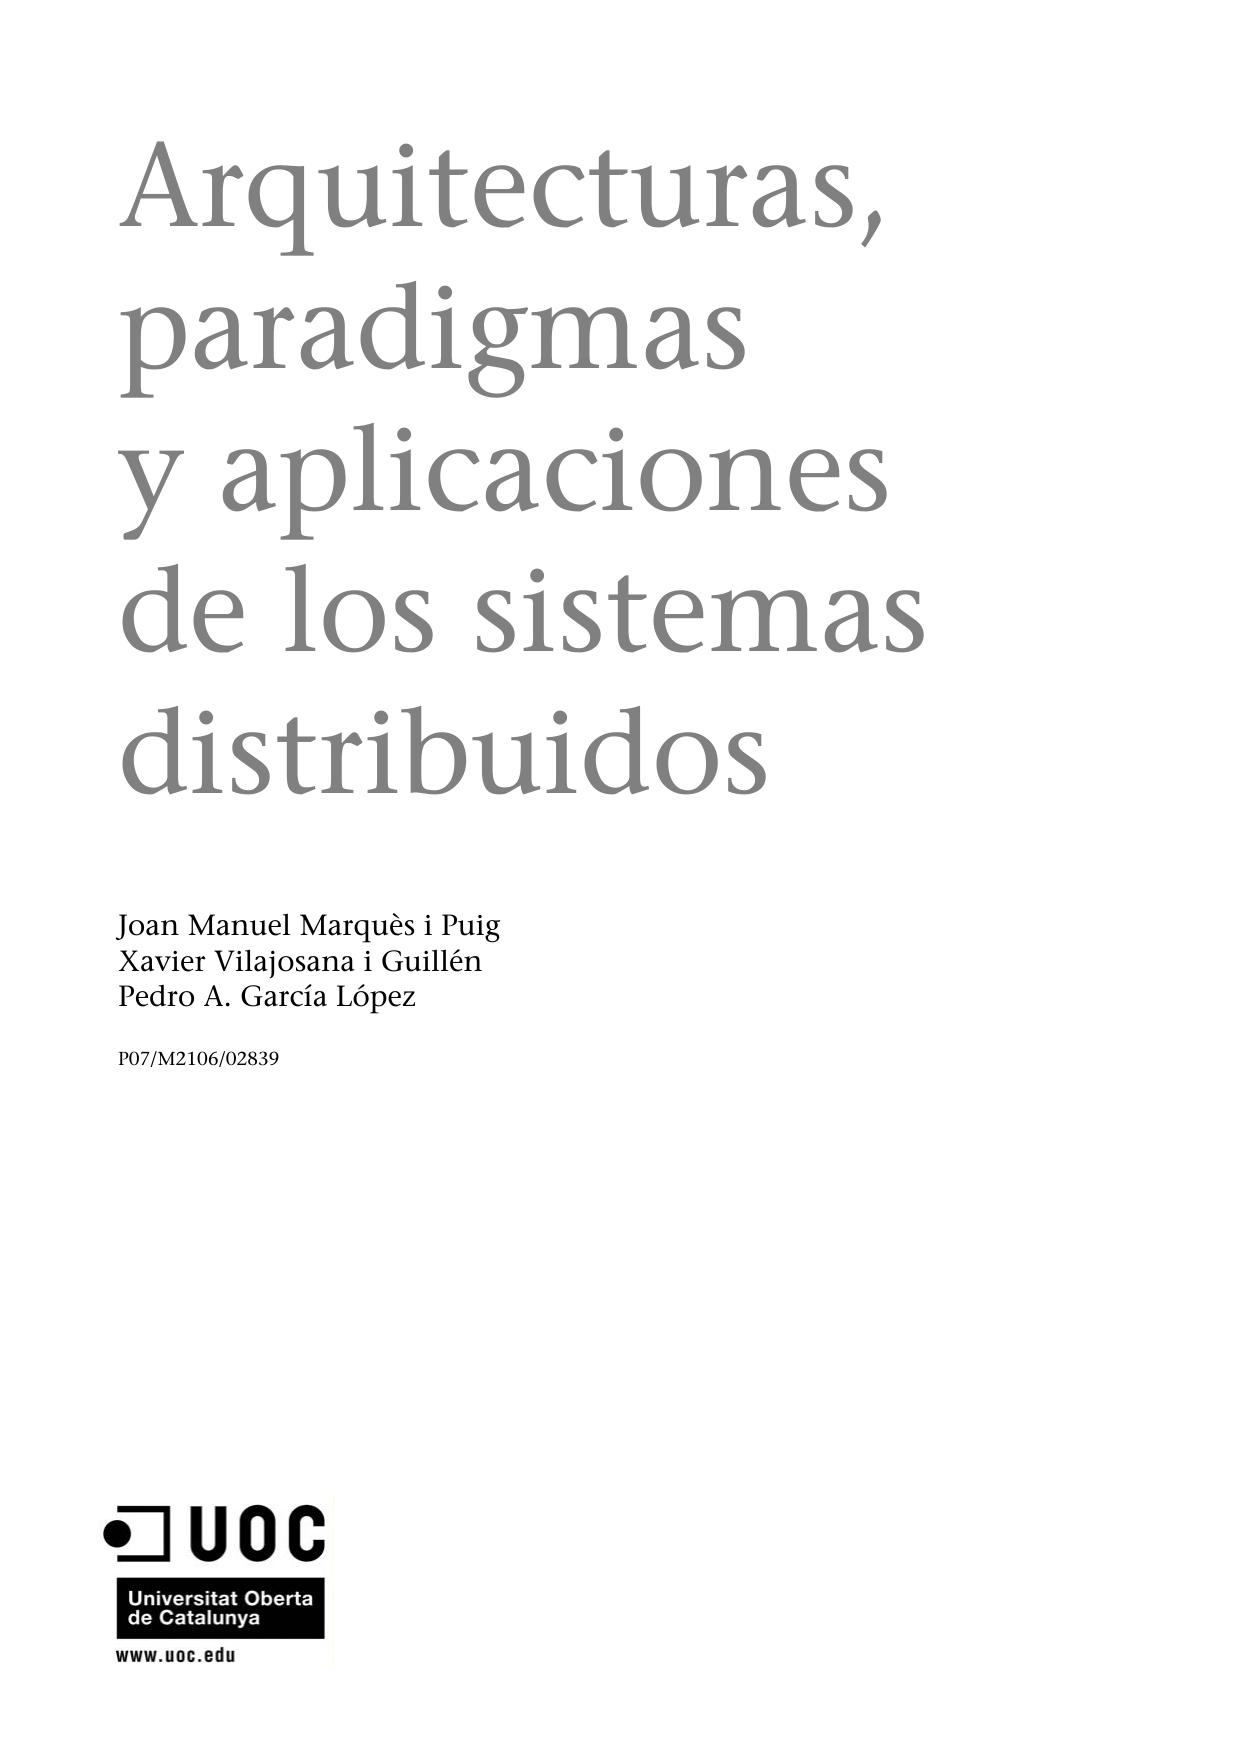 Arquitecturas,
paradigmas
y aplicaciones
de los sistemas
distribuidos
Joan Manuel Marquès i Puig
Xavier Vilajosana i Guillén
Pedro A. García López
P07/M2106/02839
UOC
Universitat Oberta
de Catalunya
www.uoc.edu